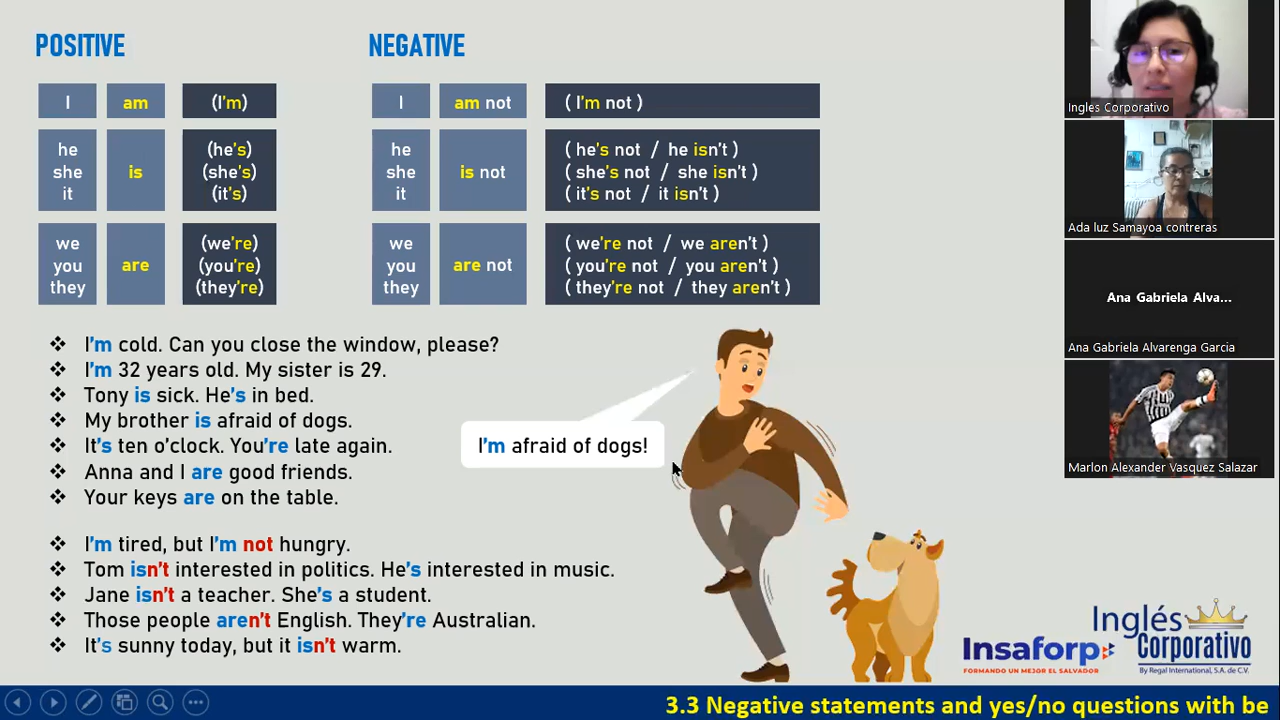 POSITIVE
NEGATIVE
I am (I'm)
I am not ( I'm not )
he
she
it
is
(he's)
(she's)
(it's)
he
she
it
is not
( he's not / he isn't )
( she's not / she isn't )
( it's not / it isn't )
we
you
they
are
(we're)
(you're)
(they're)
we
you
they
are not
( we're not / we aren't )
( you're not / you aren't )
( they're not / they aren't )
❖ I'm cold. Can you close the window, please?
❖ I'm 32 years old. My sister is 29.
❖ Tony is sick. He's in bed.
❖ My brother is afraid of dogs.
❖ It's ten o'clock. You're late again.
❖ Anna and I are good friends.
❖ Your keys are on the table.
I'm afraid of dogs!
❖ I'm tired, but I'm not hungry.
❖ Tom isn't interested in politics. He's interested in music.
❖ Jane isn't a teacher. She's a student.
❖ Those people aren't English. They're Australian.
❖ It's sunny today, but it isn't warm.
Insaforp
FORMANDO UN MEJOR EL SALVADOR
Inglés
Corporativo
By Regal International, S.A. de C.V.
3.3 Negative statements and yes/no questions with be
Ingles Corporativo
Ada luz Samayoa contreras
Ana Gabriela Alva...
Ana Gabriela Alvarenga Garcia
Marlon Alexander Vasquez Salazar